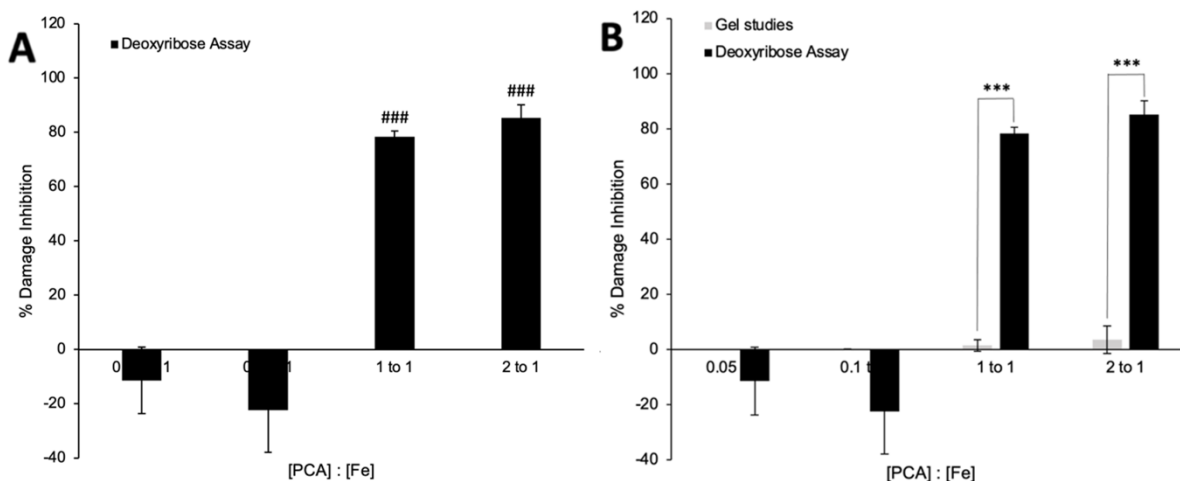 A
120
100
80
60
40
20
0
-20
-40
% Damage Inhibition
Deoxyribose Assay
###
###
1 to 1
2 to 1
[PCA] : [Fe]
B
120
100
80
60
40
20
0
-20
-40
% Damage Inhibition
Gel studies
Deoxyribose Assay
***
***
0.05
0.1
1 to 1
2 to 1
[PCA] : [Fe]